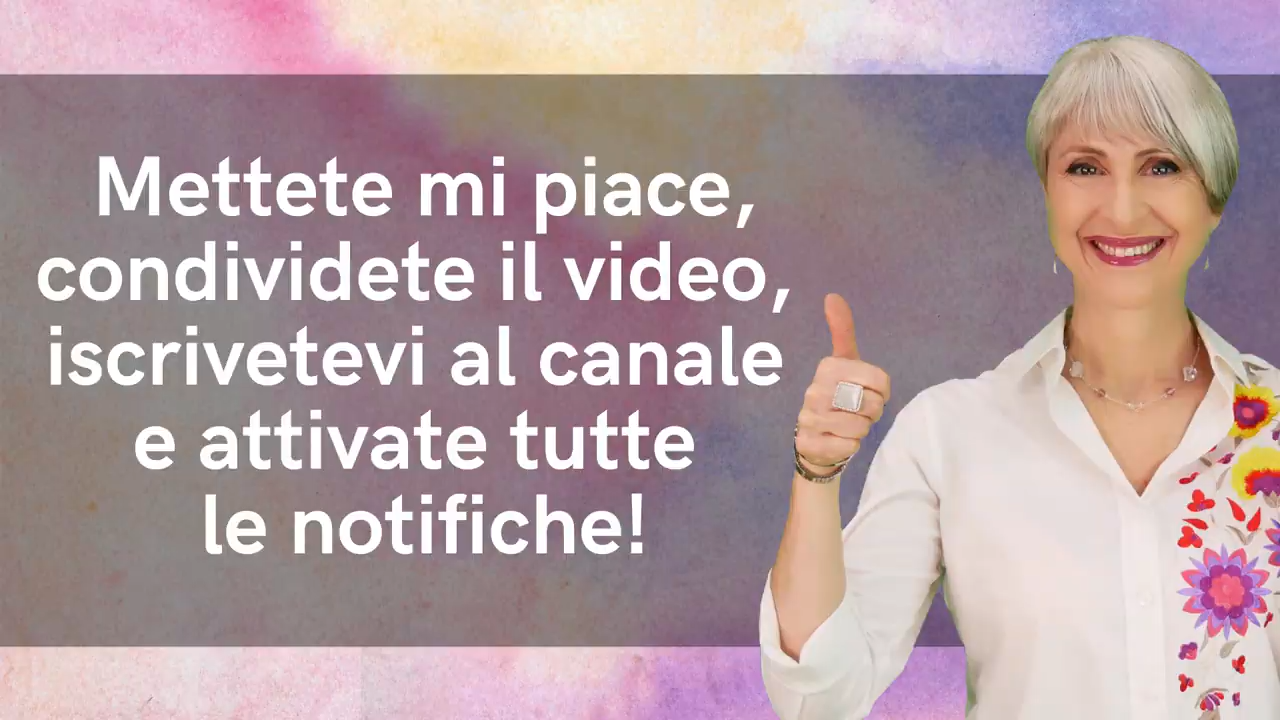 Mettete mi piace,
condividete il video,
iscrivetevi al canale
e attivate tutte
le notifiche!